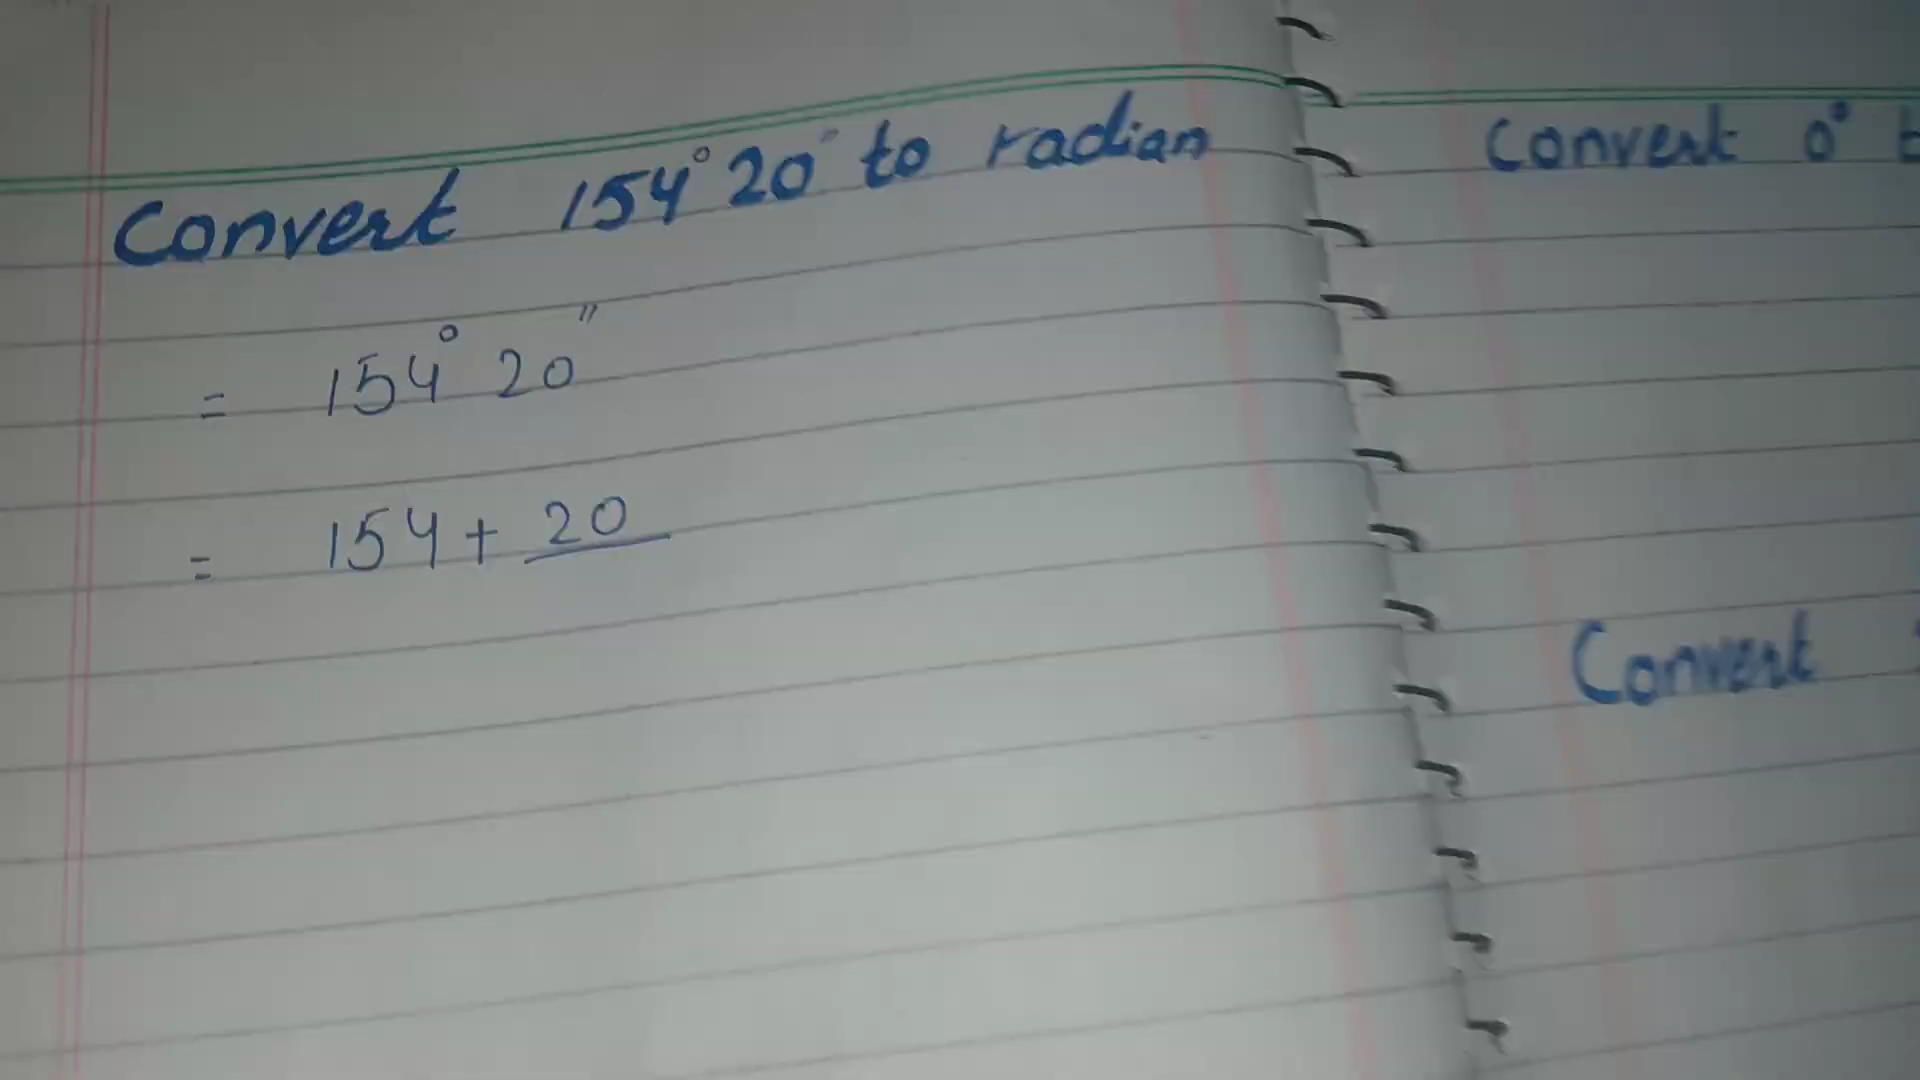 Convert 154° 20" to radian
= 154° 20"
= 154 + 20
Convert 0°
Convert